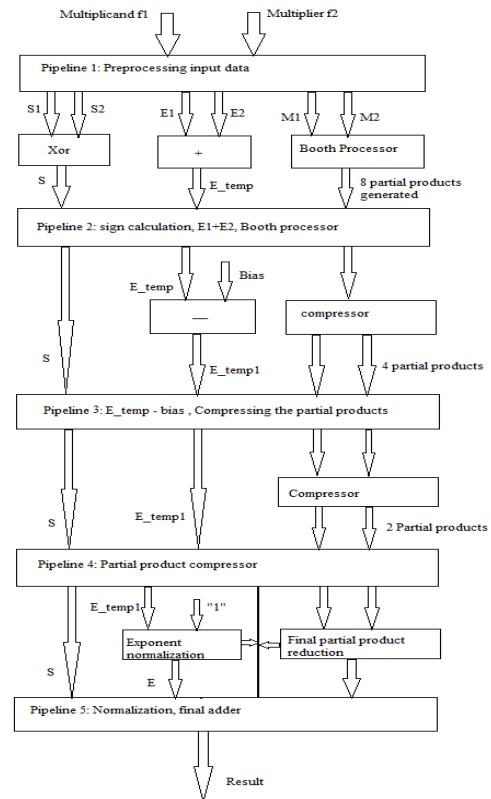 Multiplicand f1
Multiplier f2
Pipeline 1: Preprocessing input data
S1
S2
E1
E2
M1
M2
Xor
+
Booth Processor
S
E_temp
8 partial products
generated
Pipeline 2: sign calculation, E1+E2, Booth processor
E_temp
Bias
—
compressor
S
E_temp1
4 partial products
Pipeline 3: E_temp - bias , Compressing the partial products
Compressor
S
E_temp1
2 Partial products
Pipeline 4: Partial product compressor
E_temp1
"1"
Exponent
normalization
Final partial product
reduction
S
E
Pipeline 5: Normalization, final adder
Result